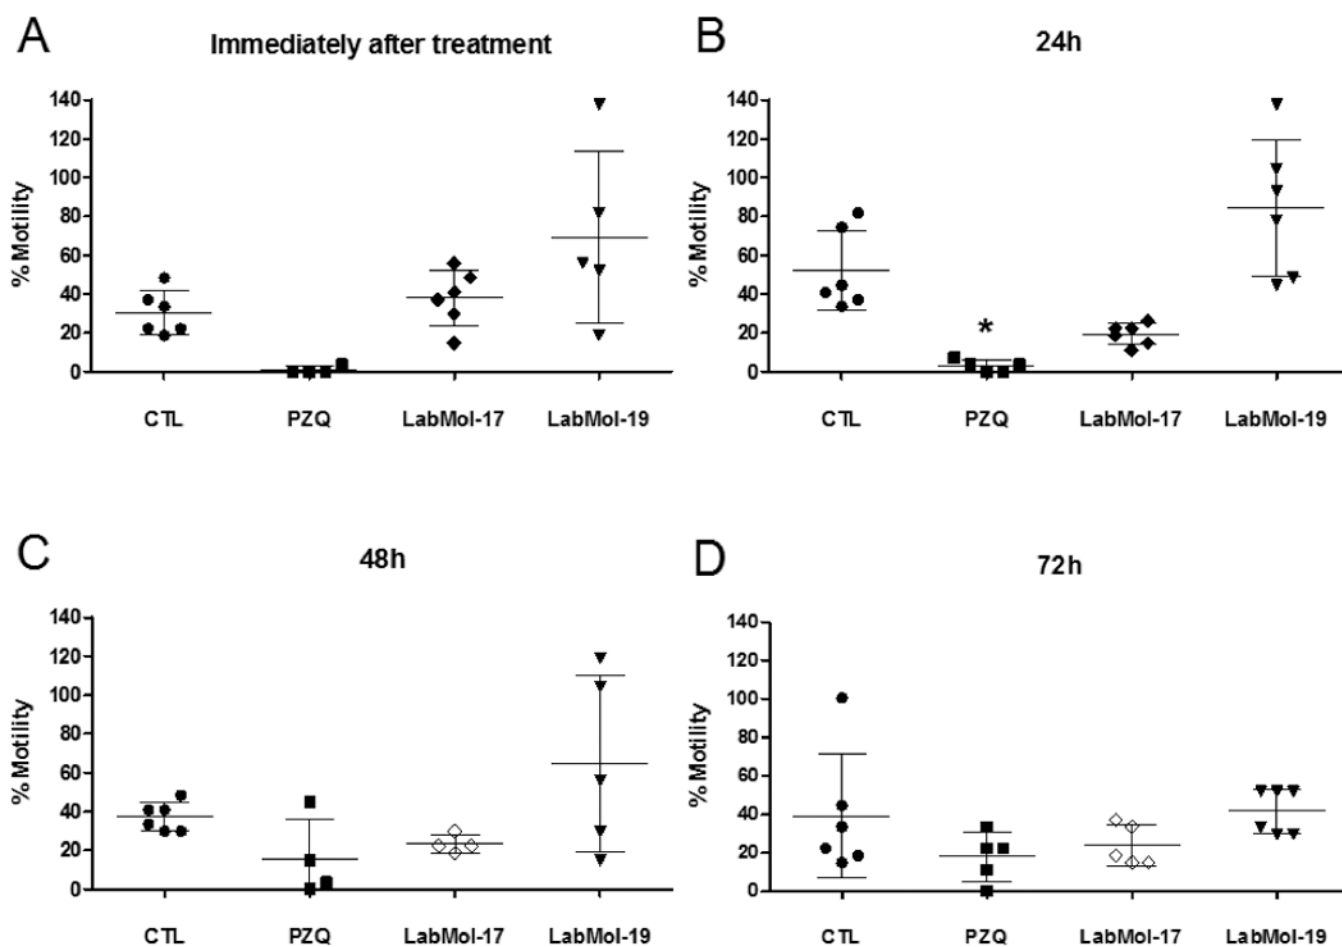 A
Immediately after treatment
% Motility
140
120
100
80
60
40
20
0
CTL PZQ LabMol-17 LabMol-19
B
24h
% Motility
140
120
100
80
60
40
20
0
*
CTL PZQ LabMol-17 LabMol-19
C
48h
% Motility
140
120
100
80
60
40
20
0
CTL PZQ LabMol-17 LabMol-19
D
72h
% Motility
140
120
100
80
60
40
20
0
CTL PZQ LabMol-17 LabMol-19